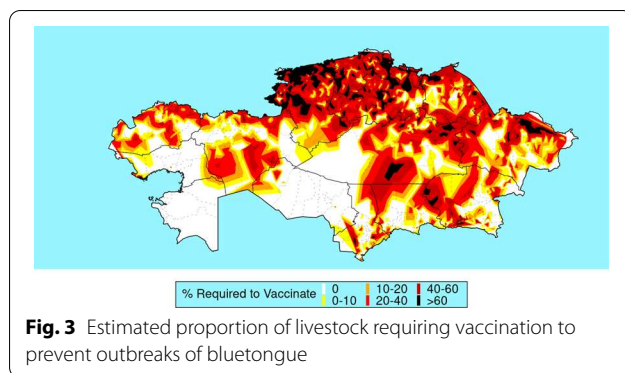 % Required to Vaccinate
0 10-20 40-60
0-10 20-40 >60
Fig. 3 Estimated proportion of livestock requiring vaccination to
prevent outbreaks of bluetongue